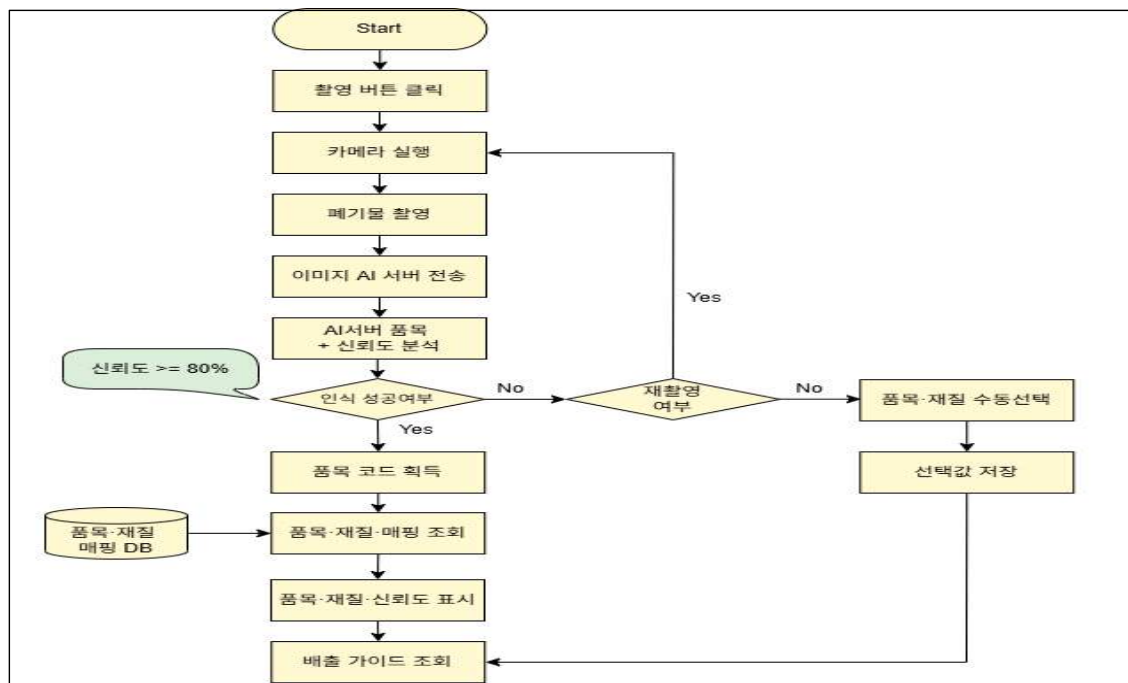 Start
촬영 버튼 클릭
카메라 실행
폐기물 촬영
이미지 AI 서버 전송
Yes
AI서버 품목
+ 신뢰도 분석
신뢰도 >= 80%
인식 성공여부
No
재촬영
여부
No
품목·재질 수동선택
Yes
품목 코드 획득
선택값 저장
품목·재질
매핑 DB
품목·재질·매핑 조회
품목·재질·신뢰도 표시
배출 가이드 조회